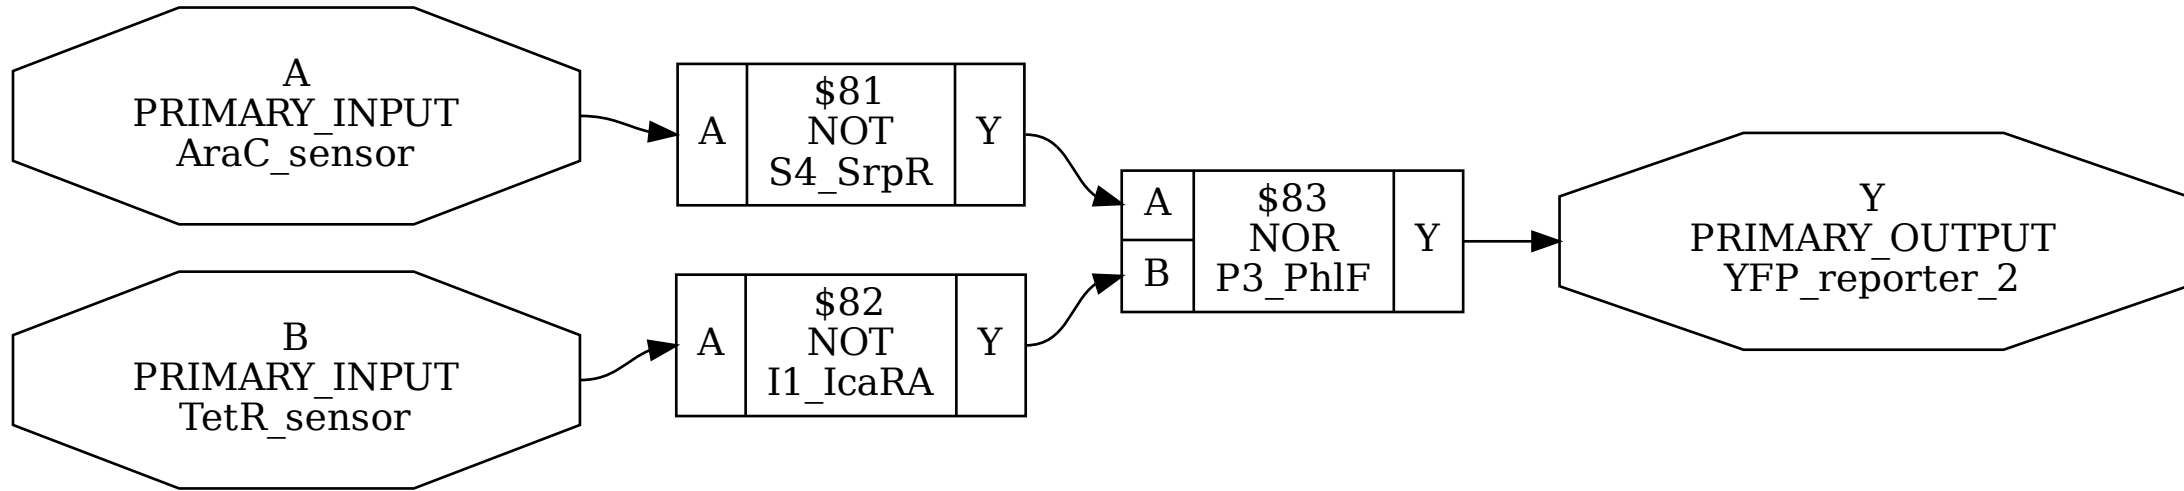 A
PRIMARY_INPUT
AraC_sensor
A
$81
NOT
S4_SrpR
Y
B
PRIMARY_INPUT
TetR_sensor
A
$82
NOT
I1_IcaRA
Y
A
B
$83
NOR
P3_PhlF
Y
Y
PRIMARY_OUTPUT
YFP_reporter_2